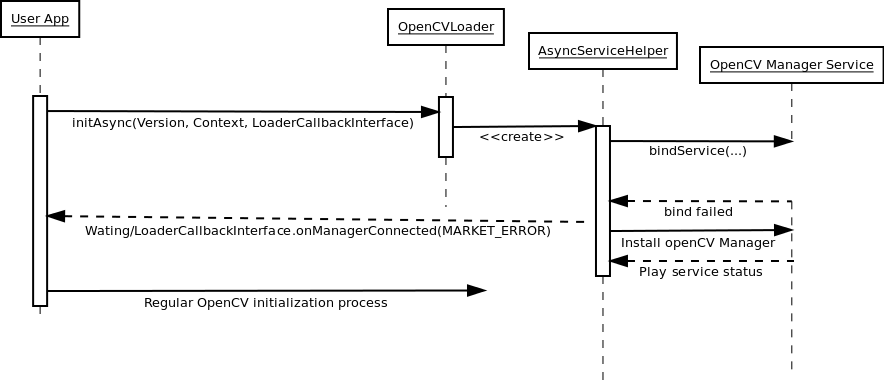 User App
OpenCVLoader
AsyncServiceHelper
OpenCV Manager Service
initAsync(Version, Context, LoaderCallbackInterface)
<<create>>
bindService(...)
bind failed
Wating/LoaderCallbackInterface.onManagerConnected(MARKET_ERROR)
Install openCV Manager
Play service status
Regular OpenCV initialization process